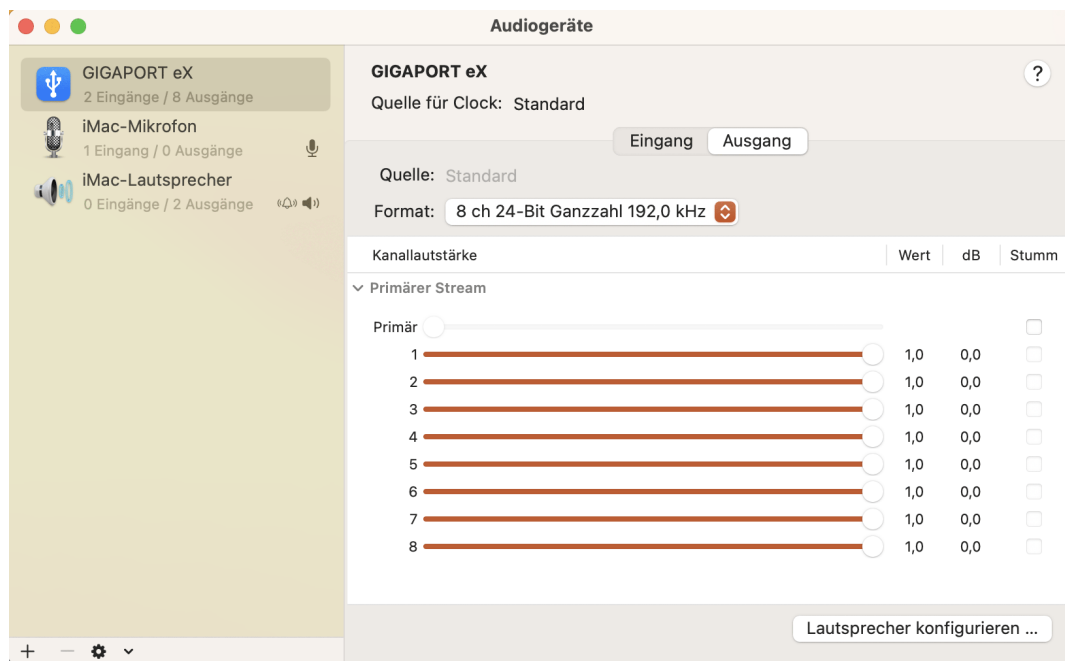 Audiogeräte
GIGAPORT eX
2 Eingänge / 8 Ausgänge
iMac-Mikrofon
1 Eingang / 0 Ausgänge
iMac-Lautsprecher
0 Eingänge / 2 Ausgänge
GIGAPORT eX
?
Quelle für Clock: Standard
Eingang Ausgang
Quelle: Standard
Format: 8 ch 24-Bit Ganzzahl 192,0 kHz
Kanallautstärke Wert dB Stumm
Primärer Stream
Primär
1 1,0 0,0
2 1,0 0,0
3 1,0 0,0
4 1,0 0,0
5 1,0 0,0
6 1,0 0,0
7 1,0 0,0
8 1,0 0,0
Lautsprecher konfigurieren ...